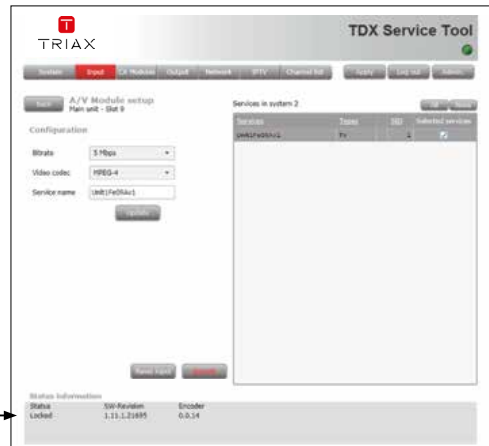 TRIAX
TDX Service Tool
System Input CA Modules Output Network IPTV Channel list Apply Log out Admin.
Back
A/V Module setup
Main unit - Slot 9
Services in system 2
All None
Configuration
Services Types SID Selected services
TV 1
Bitrate 5 Mbps
Video codec MPEG-4
Service name
Update
Reset input
Status information
Status SW-Revision Encoder
Locked 1.11.1.21695 0.0.14